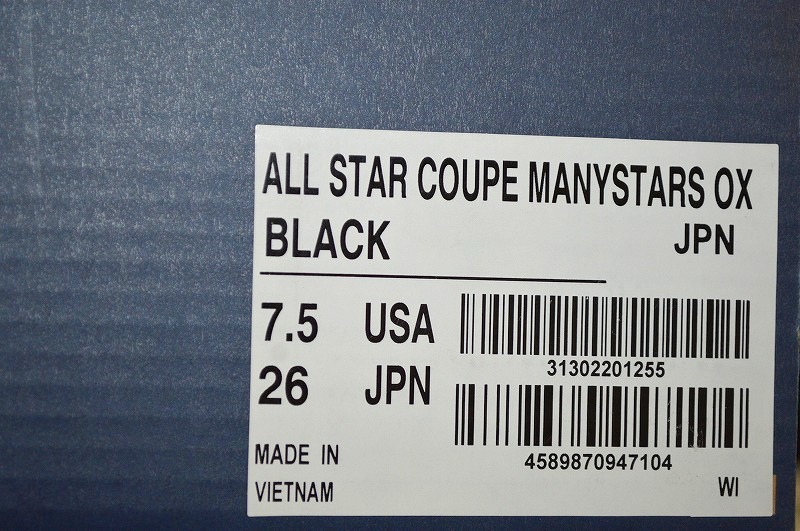 ALL STAR COUPE MANYSTARS OX
BLACK JPN
7.5 USA
26 JPN
31302201255
4589870947104
MADE IN
VIETNAM
WI